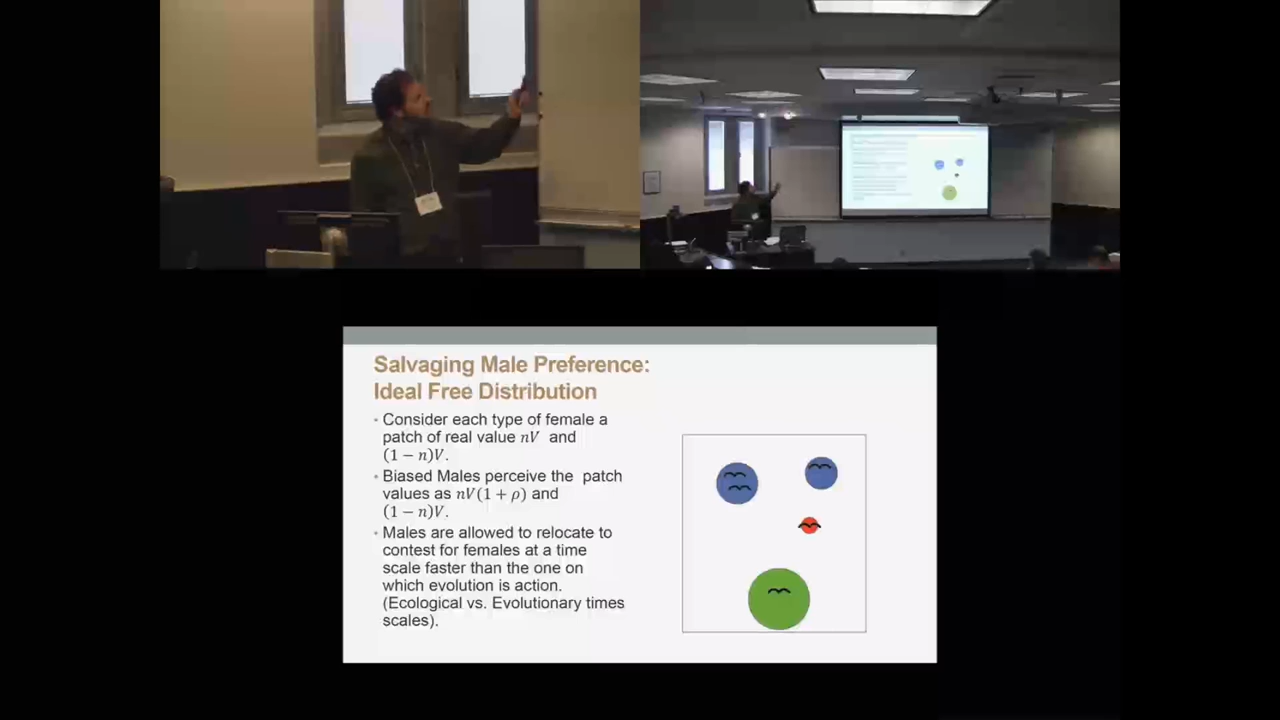 Salvaging Male Preference:
Ideal Free Distribution
• Consider each type of female a
patch of real value nV and
(1 − n)V.
• Biased Males perceive the patch
values as nV(1 + ρ) and
(1 − n)V.
• Males are allowed to relocate to
contest for females at a time
scale faster than the one on
which evolution is action.
(Ecological vs. Evolutionary times
scales).